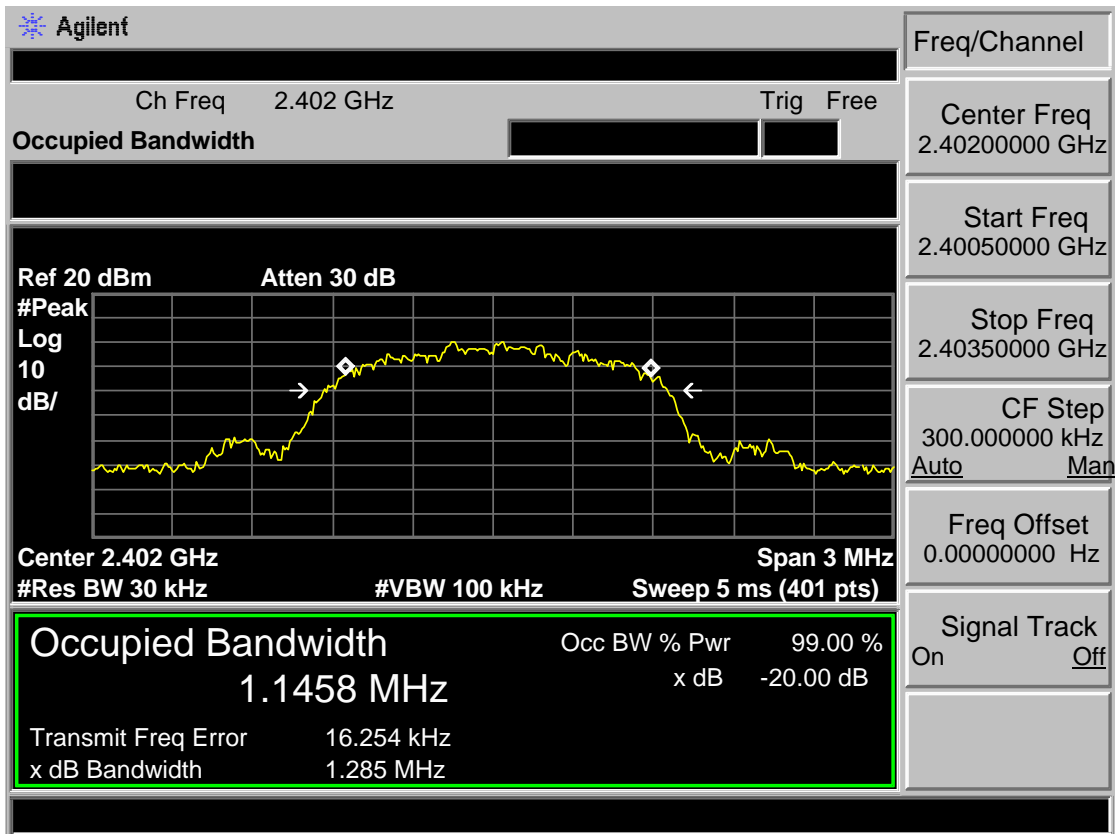 Agilent
Freq/Channel
Ch Freq 2.402 GHz Trig Free
Occupied Bandwidth
Center Freq
2.40200000 GHz
Start Freq
2.40050000 GHz
Stop Freq
2.40350000 GHz
CF Step
300.000000 kHz
Auto Man
Freq Offset
0.00000000 Hz
Signal Track
On Off
Ref 20 dBm Atten 30 dB
#Peak
Log
10
dB/
Center 2.402 GHz Span 3 MHz
#Res BW 30 kHz #VBW 100 kHz Sweep 5 ms (401 pts)
Occupied Bandwidth
1.1458 MHz
Occ BW % Pwr 99.00 %
x dB -20.00 dB
Transmit Freq Error 16.254 kHz
x dB Bandwidth 1.285 MHz